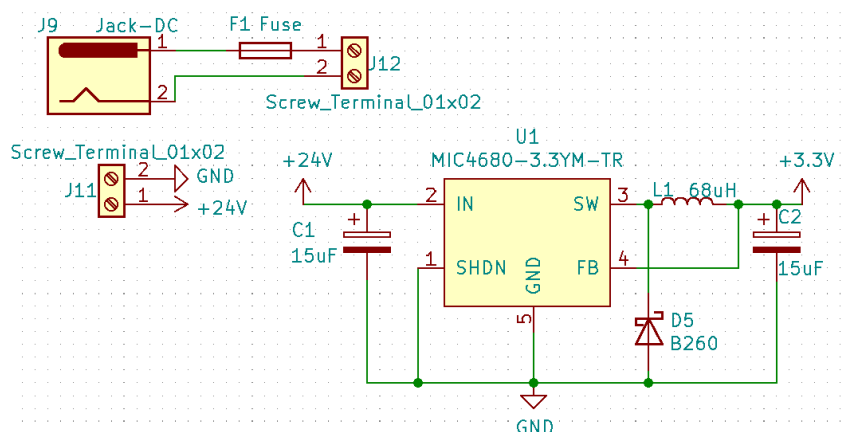 J9 Jack-DC
1
2
F1 Fuse
1
2
J12
Screw_Terminal_01x02
Screw_Terminal_01x02
J11
2
1
GND
+24V
U1
MIC4680-3.3YM-TR
+24V
+3.3V
2 IN
SW 3
1 SHDN
FB 4
GND
5
L1 68uH
C1
15uF
C2
15uF
+
+
D5
B260
GND